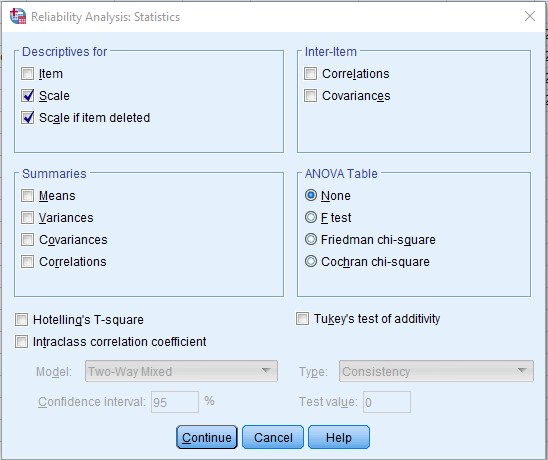 Reliability Analysis: Statistics
Descriptives for
Item
Scale
Scale if item deleted
Inter-Item
Correlations
Covariances
Summaries
Means
Variances
Covariances
Correlations
ANOVA Table
None
F test
Friedman chi-square
Cochran chi-square
Hotelling's T-square
Tukey's test of additivity
Intraclass correlation coefficient
Model: Two-Way Mixed
Type: Consistency
Confidence interval: 95 %
Test value: 0
Continue Cancel Help